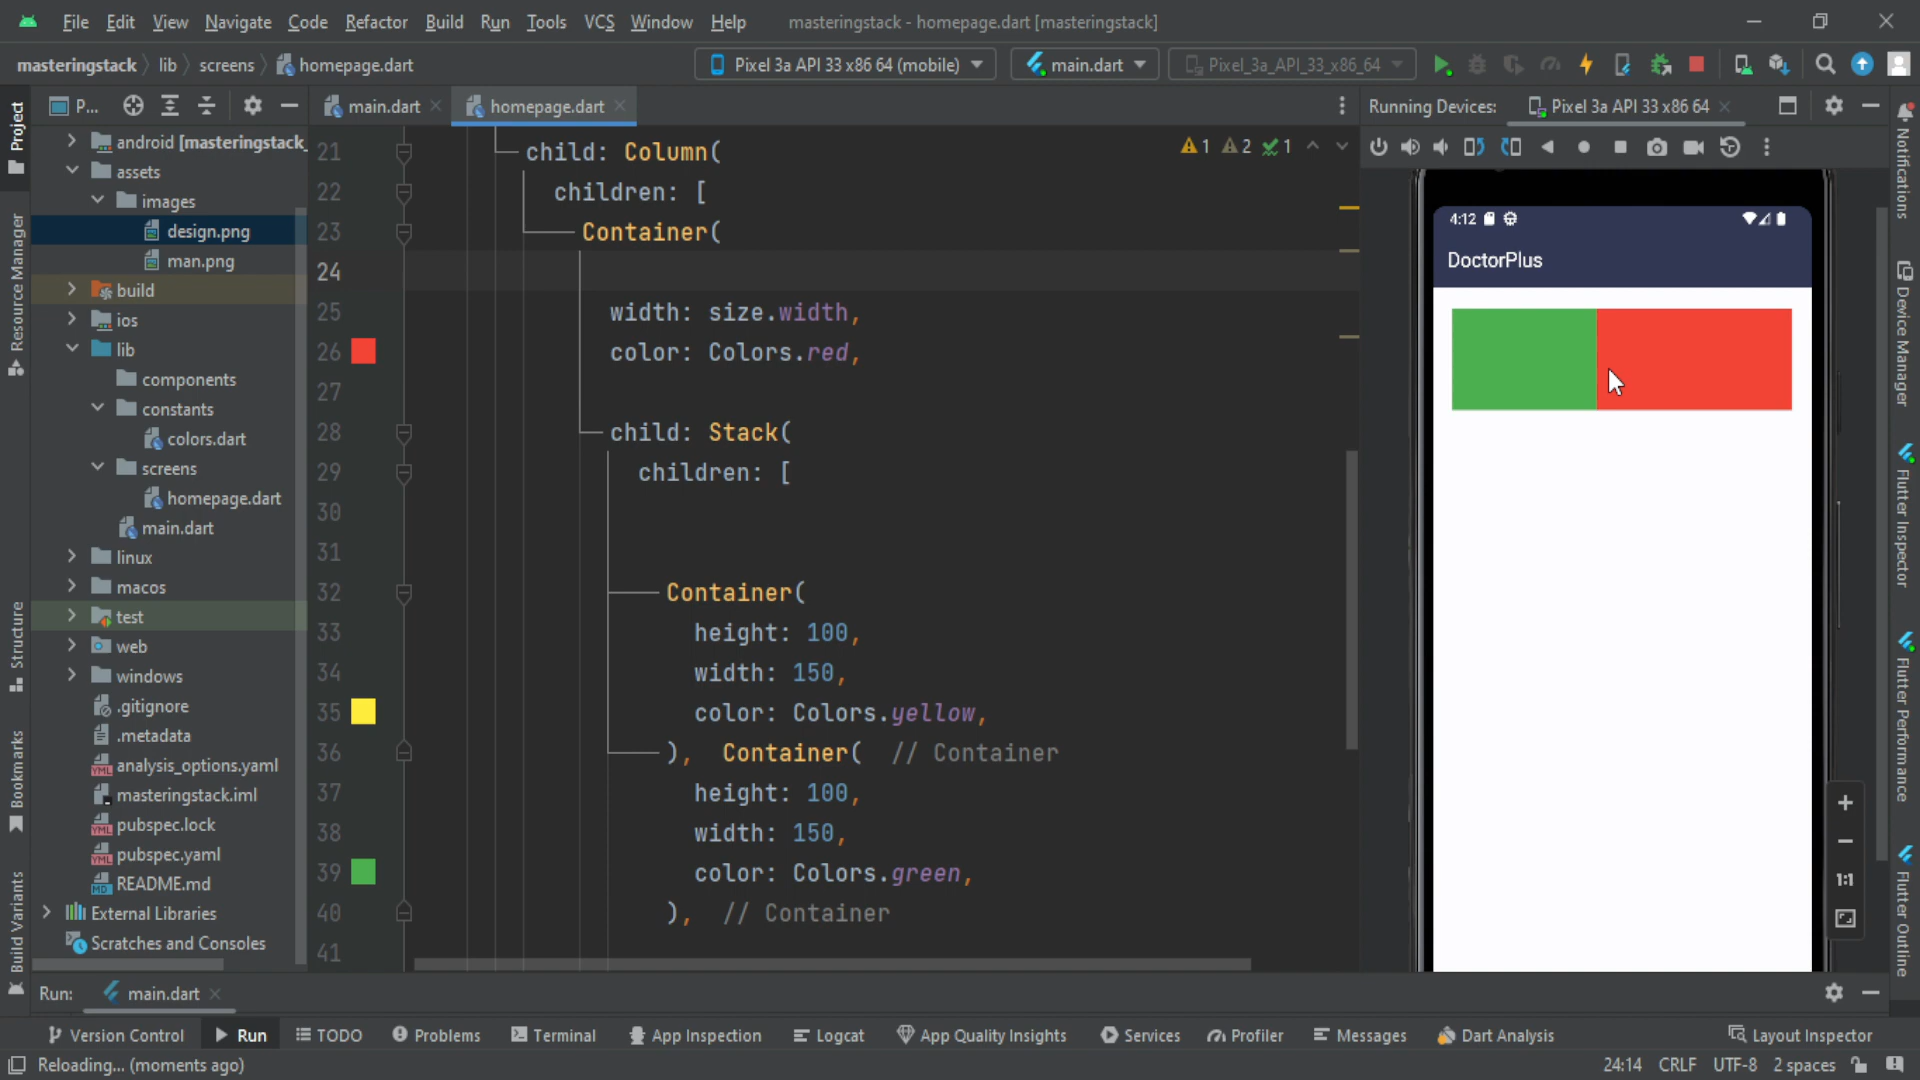 File Edit View Navigate Code Refactor Build Run Tools VCS Window Help masteringstack - homepage.dart [masteringstack]
masteringstack lib screens homepage.dart Pixel 3a API 33 x86 64 (mobile) main.dart Pixel_3a_API_33_x86_64
P... main.dart homepage.dart Running Devices: Pixel 3a API 33 x86 64
Project
Resource Manager
Structure
Bookmarks
Build Variants
android [masteringstack_
assets
images
design.png
man.png
build
ios
lib
components
constants
colors.dart
screens
homepage.dart
main.dart
linux
macos
test
web
windows
.gitignore
.metadata
analysis_options.yaml
masteringstack.iml
pubspec.lock
pubspec.yaml
README.md
External Libraries
Scratches and Consoles
1 2 1
21 child: Column(
22 children: [
23 Container(
24
25 width: size.width,
26 color: Colors.red,
27
28 child: Stack(
29 children: [
30
31
32 Container(
33 height: 100,
34 width: 150,
35 color: Colors.yellow,
36 ), Container( // Container
37 height: 100,
38 width: 150,
39 color: Colors.green,
40 ), // Container
41
4:12
DoctorPlus
1:1
Notifications
Device Manager
Flutter Inspector
Flutter Performance
Flutter Outline
Run: main.dart
Version Control Run TODO Problems Terminal App Inspection Logcat App Quality Insights Services Profiler Messages Dart Analysis Layout Inspector
Reloading... (moments ago) 24:14 CRLF UTF-8 2 spaces